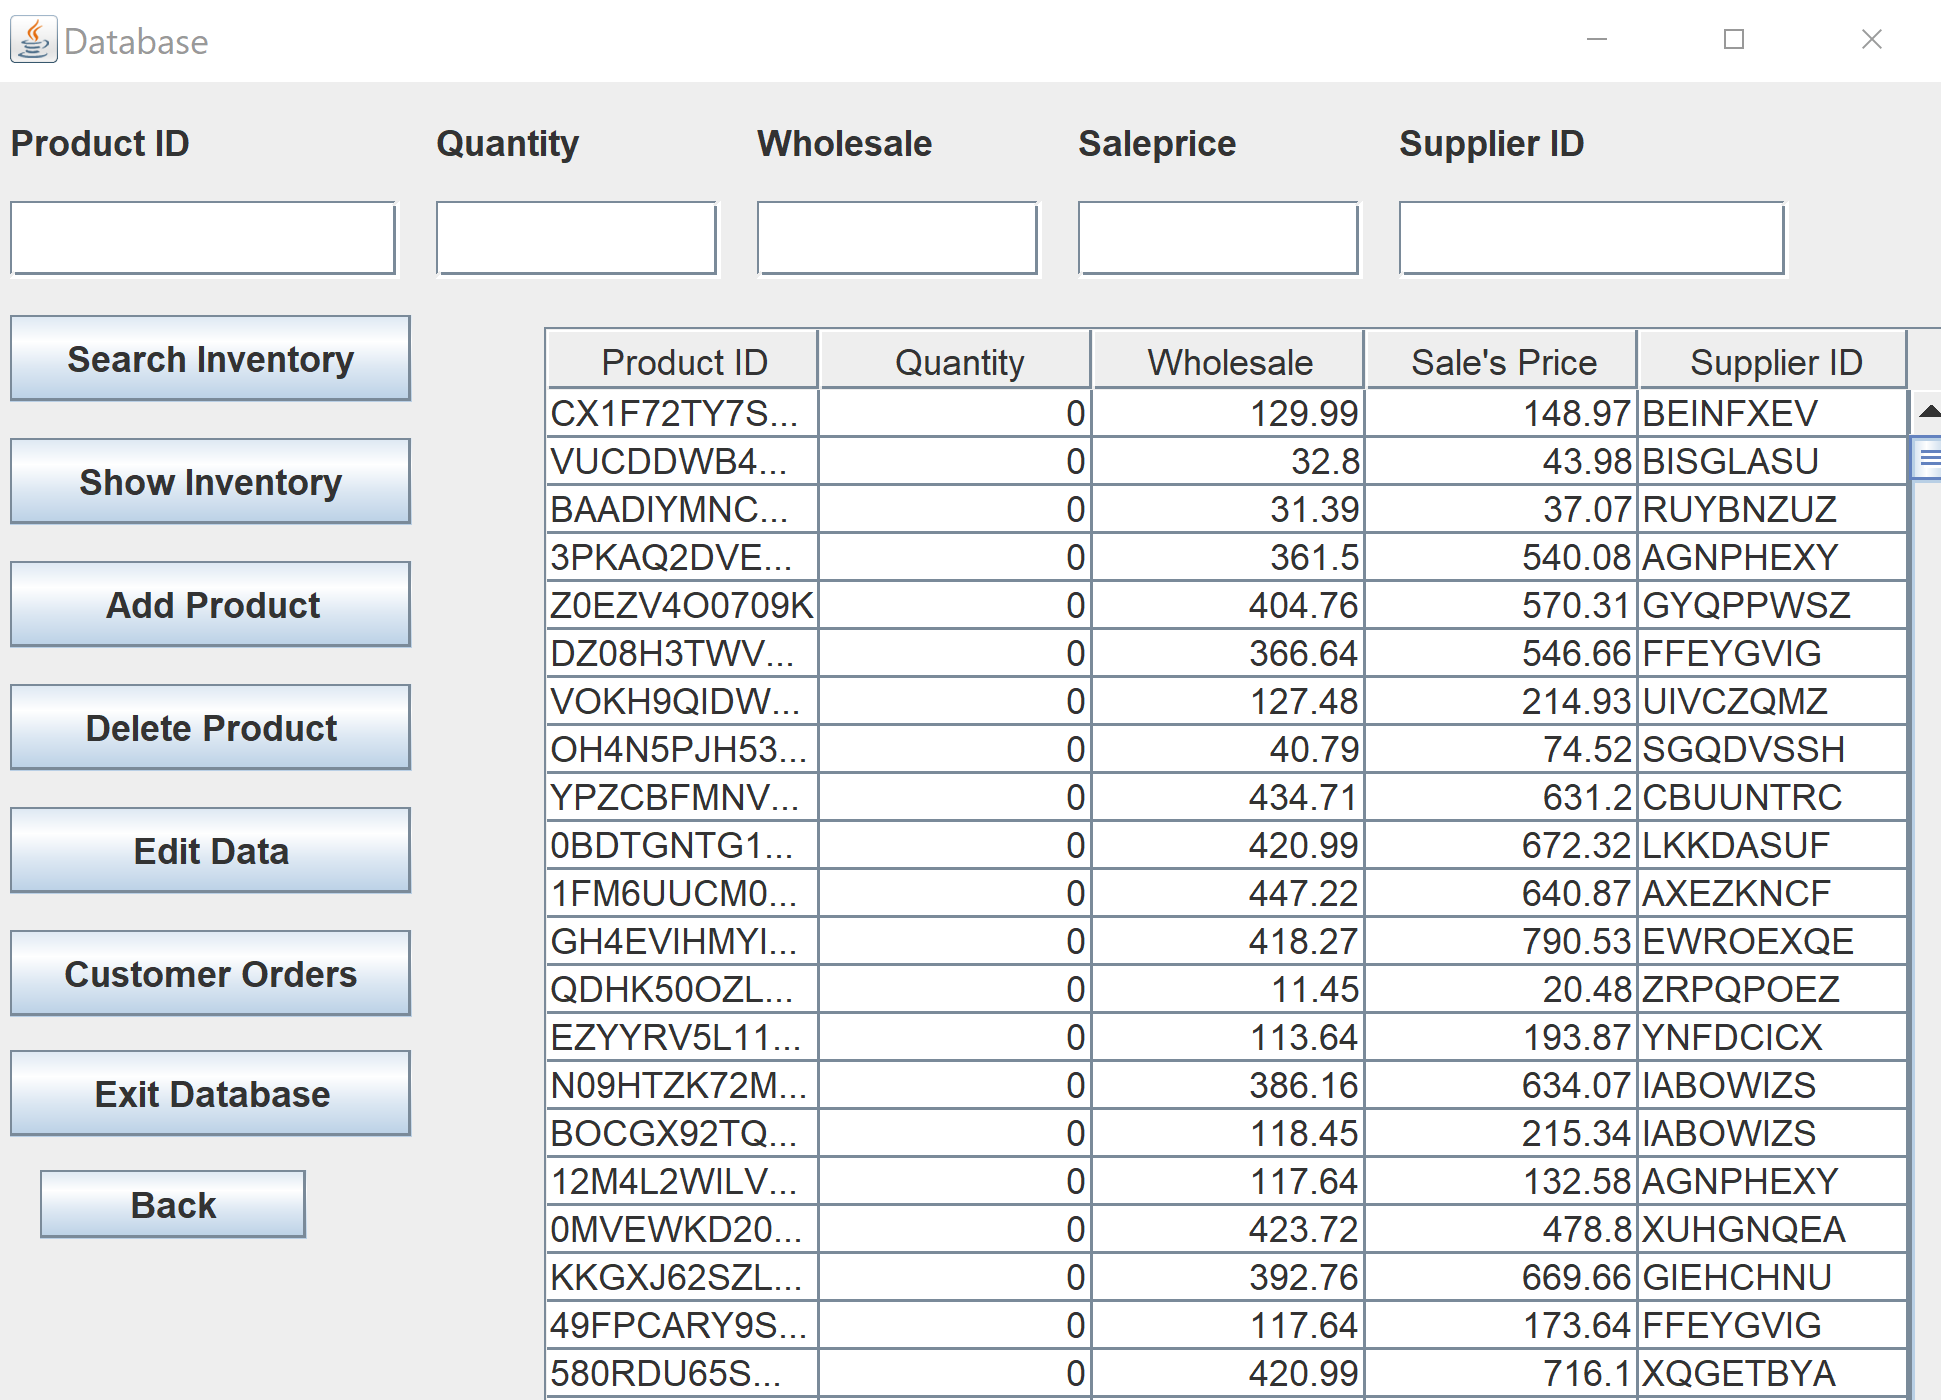 Database
Product ID Quantity Wholesale Saleprice Supplier ID
Search Inventory
Show Inventory
Add Product
Delete Product
Edit Data
Customer Orders
Exit Database
Back
Product ID Quantity Wholesale Sale's Price Supplier ID
CX1F72TY7S... 0 129.99 148.97 BEINFXEV
VUCDDWB4... 0 32.8 43.98 BISGLASU
BAADIYMNC... 0 31.39 37.07 RUYBNZUZ
3PKAQ2DVE... 0 361.5 540.08 AGNPHEXY
Z0EZV4O0709K 0 404.76 570.31 GYQPPWSZ
DZ08H3TWV... 0 366.64 546.66 FFEYGVIG
VOKH9QIDW... 0 127.48 214.93 UIVCZQMZ
OH4N5PJH53... 0 40.79 74.52 SGQDVSSH
YPZCBFMNV... 0 434.71 631.2 CBUUNTRC
0BDTGNTG1... 0 420.99 672.32 LKKDASUF
1FM6UUCM0... 0 447.22 640.87 AXEZKNCF
GH4EVIHMYI... 0 418.27 790.53 EWROEXQE
QDHK50OZL... 0 11.45 20.48 ZRPQPOEZ
EZYYRV5L11... 0 113.64 193.87 YNFDCICX
N09HTZK72M... 0 386.16 634.07 IABOWIZS
BOCGX92TQ... 0 118.45 215.34 IABOWIZS
12M4L2WILV... 0 117.64 132.58 AGNPHEXY
0MVEWKD20... 0 423.72 478.8 XUHGNQEA
KKGXJ62SZL... 0 392.76 669.66 GIEHCHNU
49FPCARY9S... 0 117.64 173.64 FFEYGVIG
580RDU65S... 0 420.99 716.1 XQGETBYA